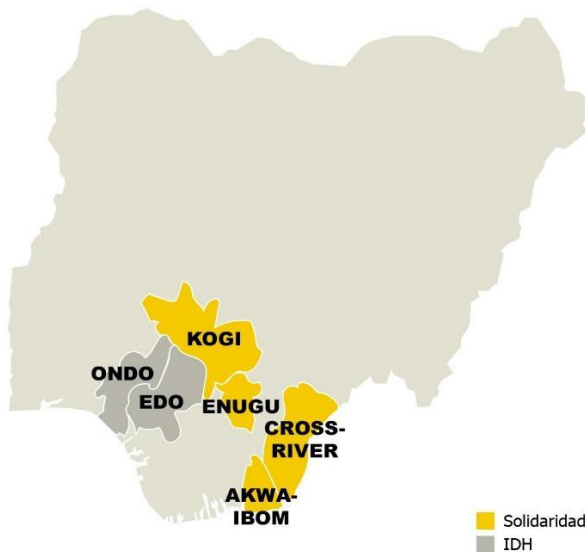 KOGI
ONDO
EDO
ENUGU
CROSS-
RIVER
AKWA-
IBOM
Solidaridad
IDH